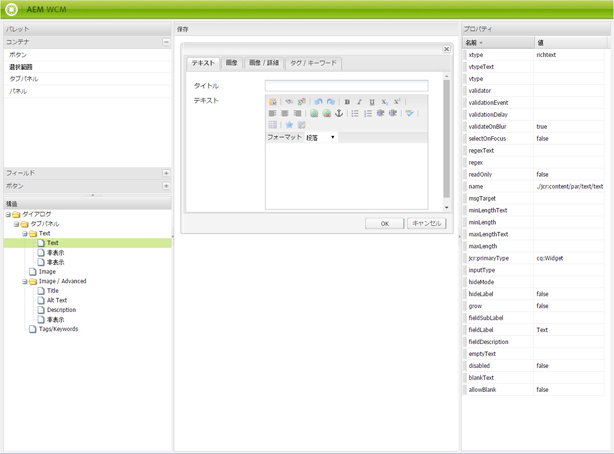 AEM WCM
パレット
コンテナ
ボタン
選択範囲
タブパネル
パネル
フィールド
ボタン
構造
ダイアログ
タブパネル
Text
Text
非表示
非表示
Image
Image / Advanced
Title
Alt Text
Description
非表示
Tags/Keywords
保存
テキスト 画像 画像 / 詳細 タグ / キーワード
タイトル
テキスト
B I U X₂ X²
フォーマット 段落
OK キャンセル
プロパティ
名前 値
xtype richtext
vtypeText
vtype
validator
validationEvent
validationDelay
validateOnBlur true
selectOnFocus false
regexText
regex
readOnly false
name ./jcr:content/par/text/text
msgTarget
minLengthText
minLength
maxLengthText
maxLength
jcr:primaryType cq:Widget
inputType
hideMode
hideLabel false
grow false
fieldSubLabel
fieldLabel Text
fieldDescription
emptyText
disabled false
blankText
allowBlank false